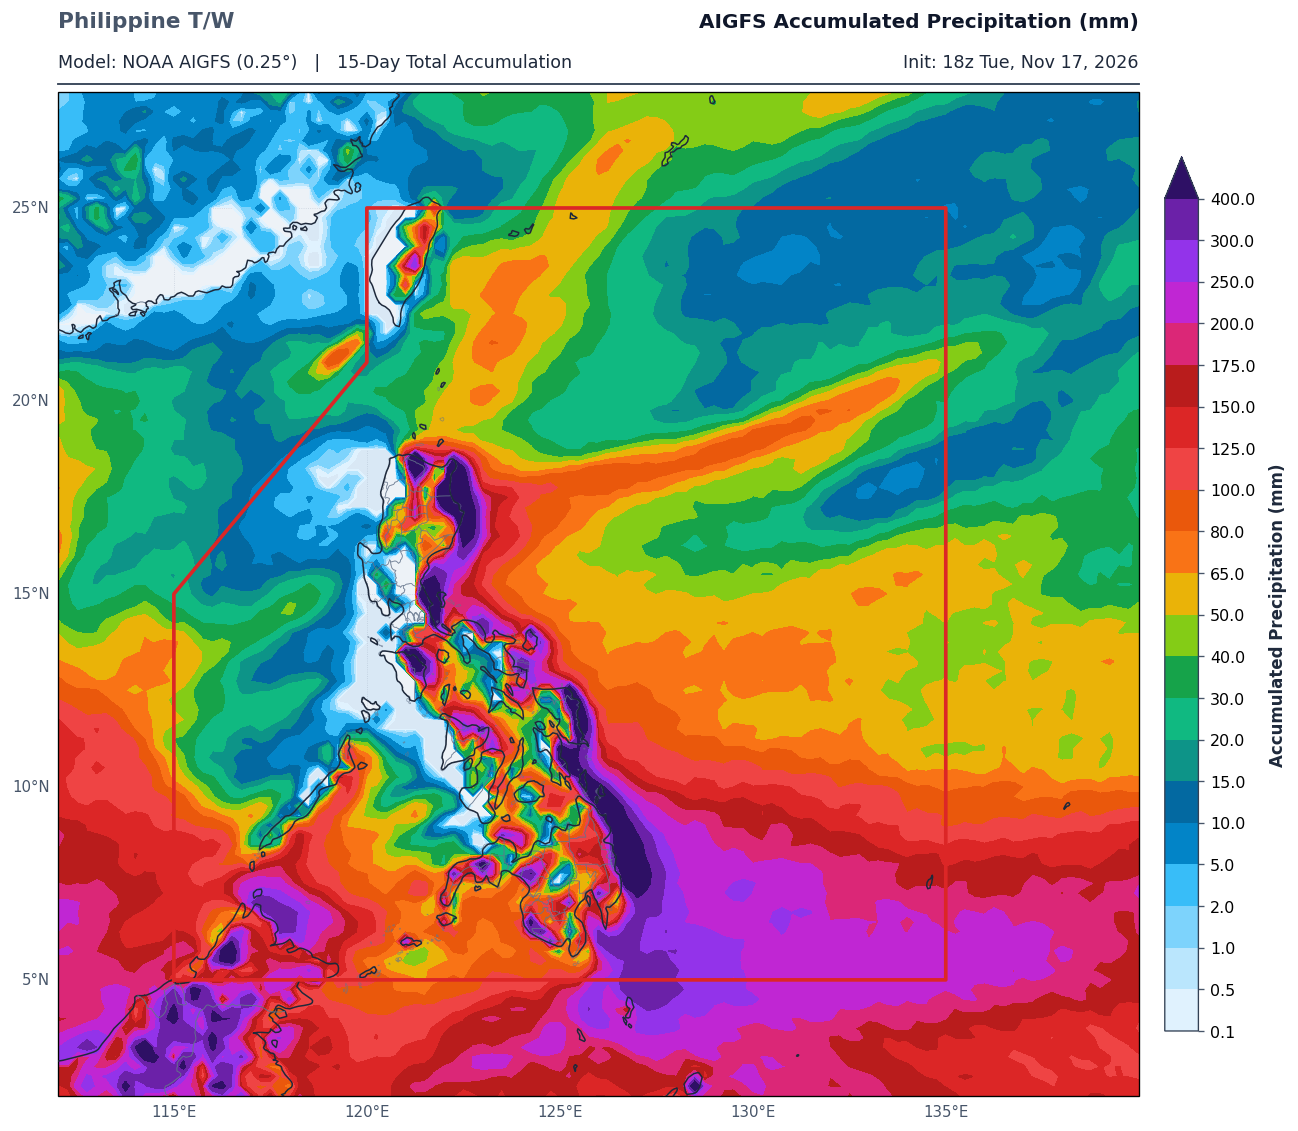 Philippine T/W
AIGFS Accumulated Precipitation (mm)
Model: NOAA AIGFS (0.25°)   |   15-Day Total Accumulation
Init: 18z Tue, Nov 17, 2026
25°N
20°N
15°N
10°N
5°N
115°E
120°E
125°E
130°E
135°E
400.0
300.0
250.0
200.0
175.0
150.0
125.0
100.0
80.0
65.0
50.0
40.0
30.0
20.0
15.0
10.0
5.0
2.0
1.0
0.5
0.1
Accumulated Precipitation (mm)